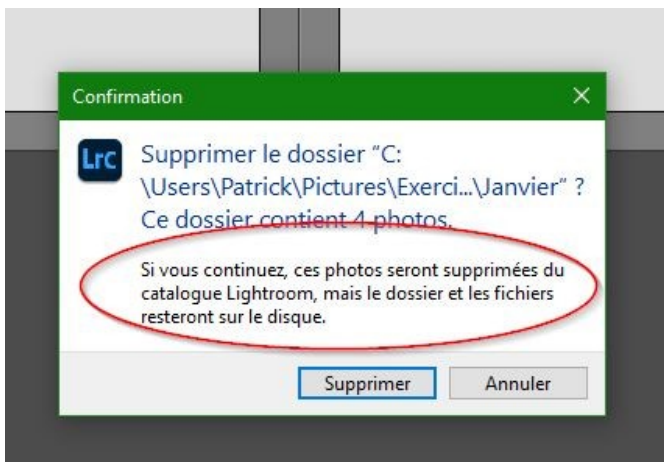 Confirmation
Lrc
Supprimer le dossier “C:
\Users\Patrick\Pictures\Exerci...\Janvier” ?
Ce dossier contient 4 photos.
Si vous continuez, ces photos seront supprimées du
catalogue Lightroom, mais le dossier et les fichiers
resteront sur le disque.
Supprimer
Annuler